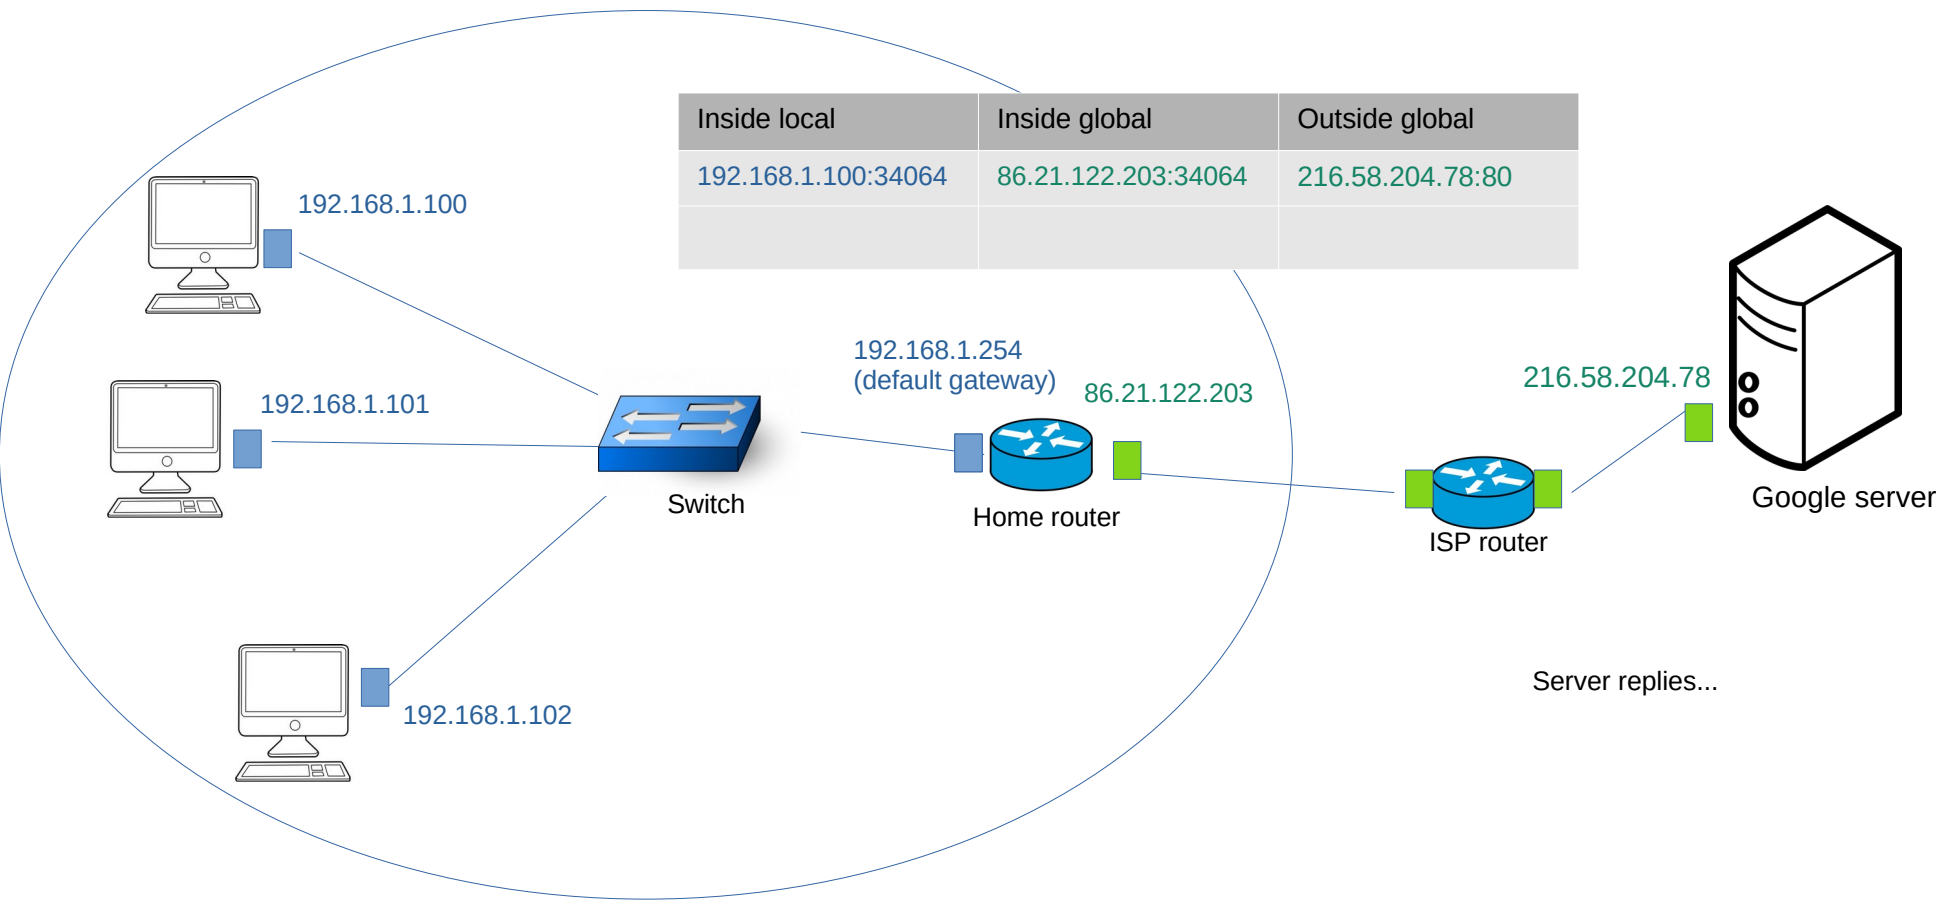 Inside local
Inside global
Outside global
192.168.1.100:34064
86.21.122.203:34064
216.58.204.78:80
192.168.1.100
192.168.1.254
(default gateway)
86.21.122.203
216.58.204.78
192.168.1.101
Switch
Home router
ISP router
Google server
Server replies...
192.168.1.102